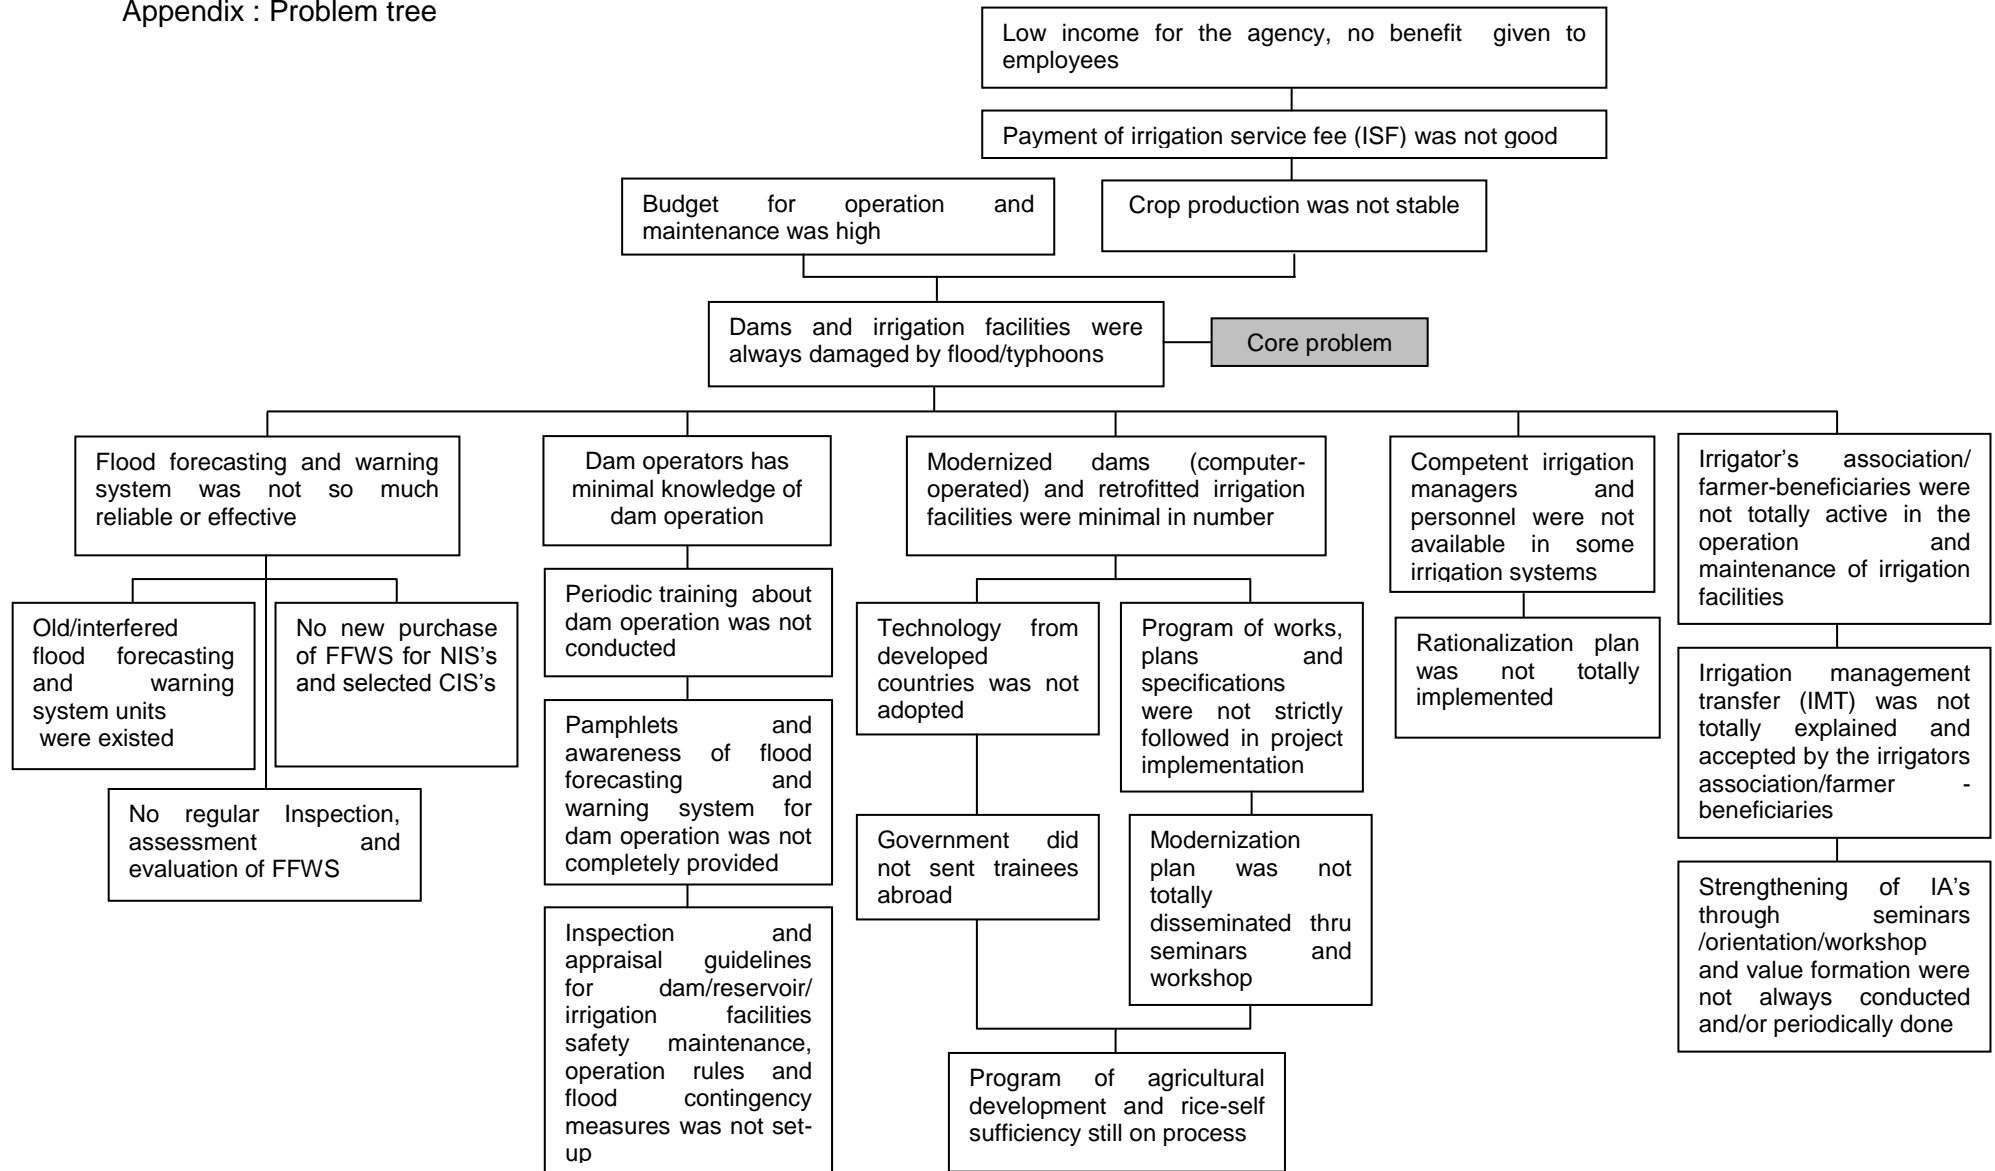 Appendix : Problem tree
Low income for the agency, no benefit given to
employees
Payment of irrigation service fee (ISF) was not good
Budget for operation and
maintenance was high
Crop production was not stable
Dams and irrigation facilities were
always damaged by flood/typhoons
Core problem
Flood forecasting and warning
system was not so much
reliable or effective
Dam operators has
minimal knowledge of
dam operation
Modernized dams (computer-
operated) and retrofitted irrigation
facilities were minimal in number
Competent irrigation
managers and
personnel were not
available in some
irrigation systems
Irrigator's association/
farmer-beneficiaries were
not totally active in the
operation and
maintenance of irrigation
facilities
Old/interfered
flood forecasting
and warning
system units
were existed
No new purchase
of FFWS for NIS's
and selected CIS's
No regular Inspection,
assessment and
evaluation of FFWS
Periodic training about
dam operation was not
conducted
Pamphlets and
awareness of flood
forecasting and
warning system for
dam operation was not
completely provided
Inspection and
appraisal guidelines
for dam/reservoir/
irrigation facilities
safety maintenance,
operation rules and
flood contingency
measures was not set-
up
Technology from
developed
countries was not
adopted
Program of works,
plans and
specifications
were not strictly
followed in project
implementation
Government did
not sent trainees
abroad
Modernization
plan was not
totally
disseminated thru
seminars and
workshop
Program of agricultural
development and rice-self
sufficiency still on process
Rationalization plan
was not totally
implemented
Irrigation management
transfer (IMT) was not
totally explained and
accepted by the irrigators
association/farmer -
beneficiaries
Strengthening of IA's
through seminars
/orientation/workshop
and value formation were
not always conducted
and/or periodically done